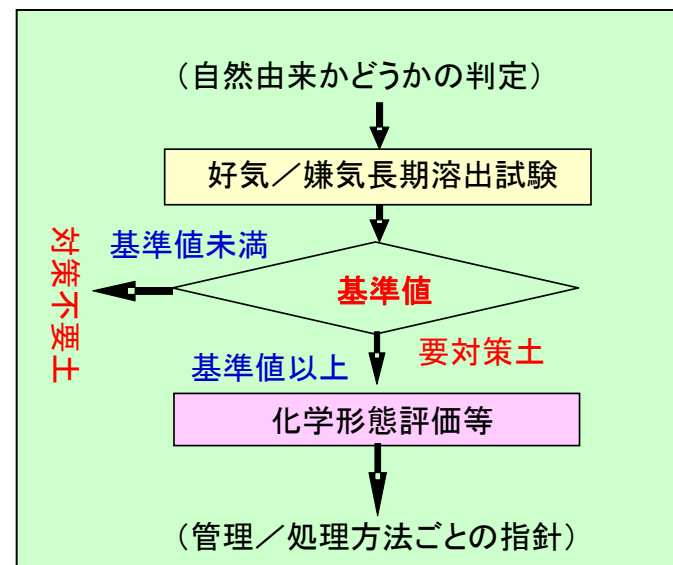 （自然由来かどうかの判定）
好気／嫌気長期溶出試験
基準値未満
対策不要土
基準値
基準値以上
要対策土
化学形態評価等
（管理／処理方法ごとの指針）